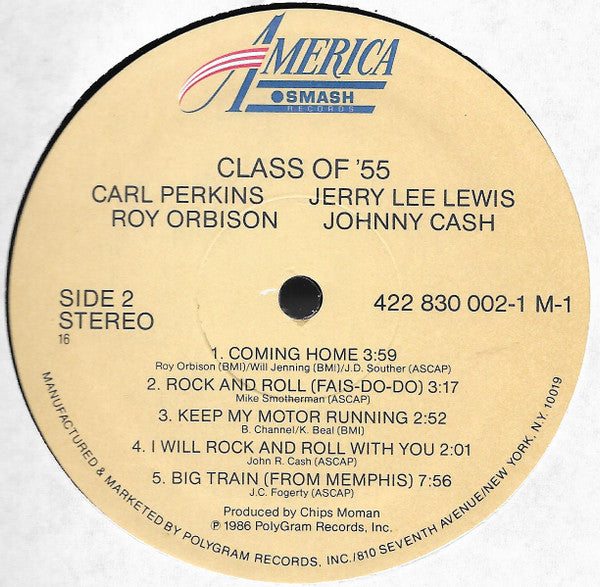 AMERICA
SMASH
RECORDS
CLASS OF '55
CARL PERKINS JERRY LEE LEWIS
ROY ORBISON JOHNNY CASH
SIDE 2 422 830 002-1 M-1
STEREO
16
1. COMING HOME 3:59
Roy Orbison (BMI)/Will Jenning (BMI)/J.D. Souther (ASCAP)
2. ROCK AND ROLL (FAIS-DO-DO) 3:17
Mike Smotherman (ASCAP)
3. KEEP MY MOTOR RUNNING 2:52
B. Channel/K. Beal (BMI)
4. I WILL ROCK AND ROLL WITH YOU 2:01
John R. Cash (ASCAP)
5. BIG TRAIN (FROM MEMPHIS) 7:56
J.C. Fogerty (ASCAP)
Produced by Chips Moman
℗ 1986 PolyGram Records, Inc.
MANUFACTURED & MARKETED BY POLYGRAM RECORDS, INC./810 SEVENTH AVENUE/NEW YORK, N.Y. 10019